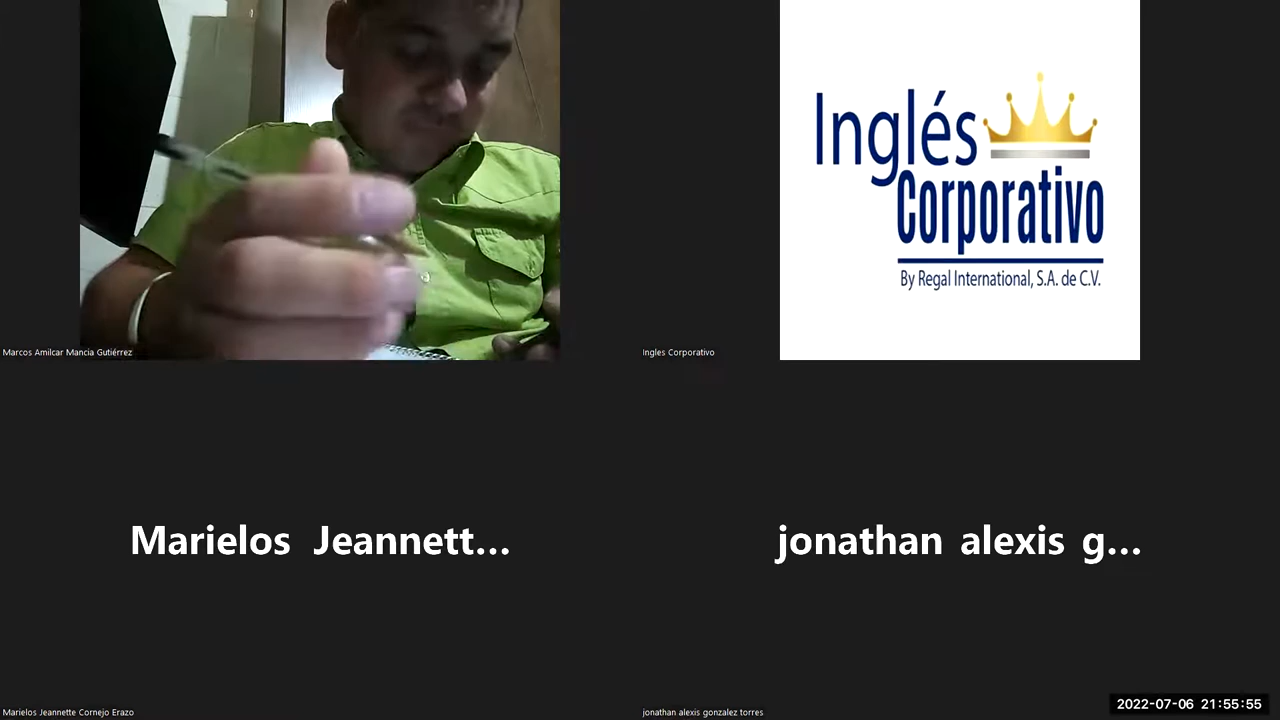 Inglés
Corporativo
By Regal International, S.A. de C.V.
Marcos Amilcar Mancia Gutiérrez
Ingles Corporativo
Marielos Jeannett...
jonathan alexis g...
Marielos Jeannette Cornejo Erazo
jonathan alexis gonzalez torres
2022-07-06 21:55:55